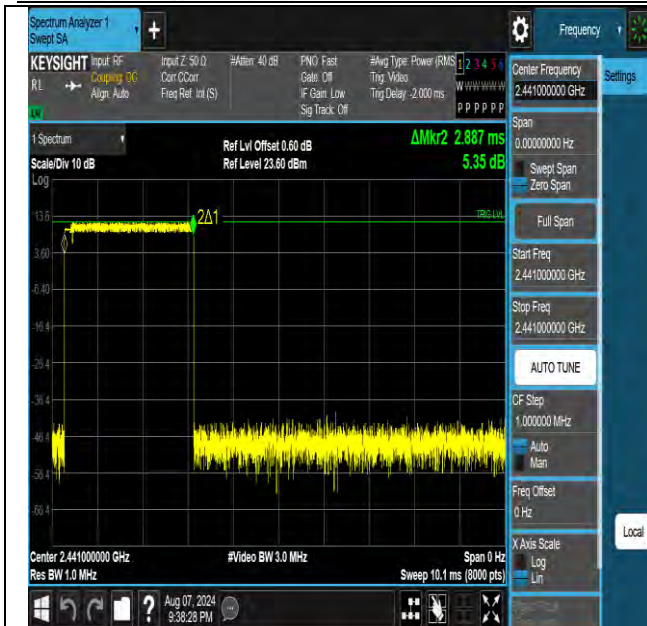 Spectrum Analyzer 1
Swept SA
+
Frequency
KEYSIGHT
RL
Input: RF
Coupling: DC
Align: Auto
Input Z: 50 Ω
Corr CCorr
Freq Ref: Int (S)
#Atten: 40 dB
PNO: Fast
Gate: Off
IF Gain: Low
Sig Track: Off
#Avg Type: Power (RMS
Trig: Video
Trig Delay: -2.000 ms
1 2 3 4 5 6
W W W W W W
P P P P P P
1 Spectrum
Scale/Div 10 dB
Log
Ref Lvl Offset 0.60 dB
Ref Level 23.60 dBm
ΔMkr2 2.887 ms
5.35 dB
13.6
3.60
-6.40
-16.4
-26.4
-36.4
-46.4
-56.4
-66.4
2Δ1
TRIG LVL
Center 2.441000000 GHz
Res BW 1.0 MHz
#Video BW 3.0 MHz
Span 0 Hz
Sweep 10.1 ms (8000 pts)
Aug 07, 2024
9:38:28 PM
?
Center Frequency
2.441000000 GHz
Settings
Span
0.00000000 Hz
Swept Span
Zero Span
Full Span
Start Freq
2.441000000 GHz
Stop Freq
2.441000000 GHz
AUTO TUNE
CF Step
1.000000 MHz
Auto
Man
Freq Offset
0 Hz
X Axis Scale
Log
Lin
Local